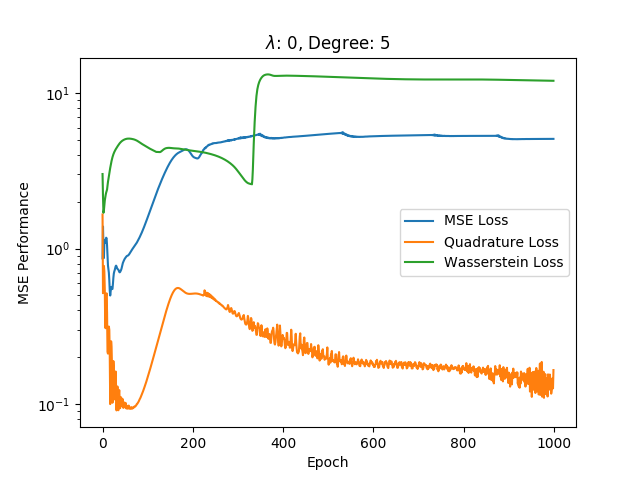 λ: 0, Degree: 5
10¹
10⁰
10⁻¹
MSE Performance
MSE Loss
Quadrature Loss
Wasserstein Loss
0 200 400 600 800 1000
Epoch